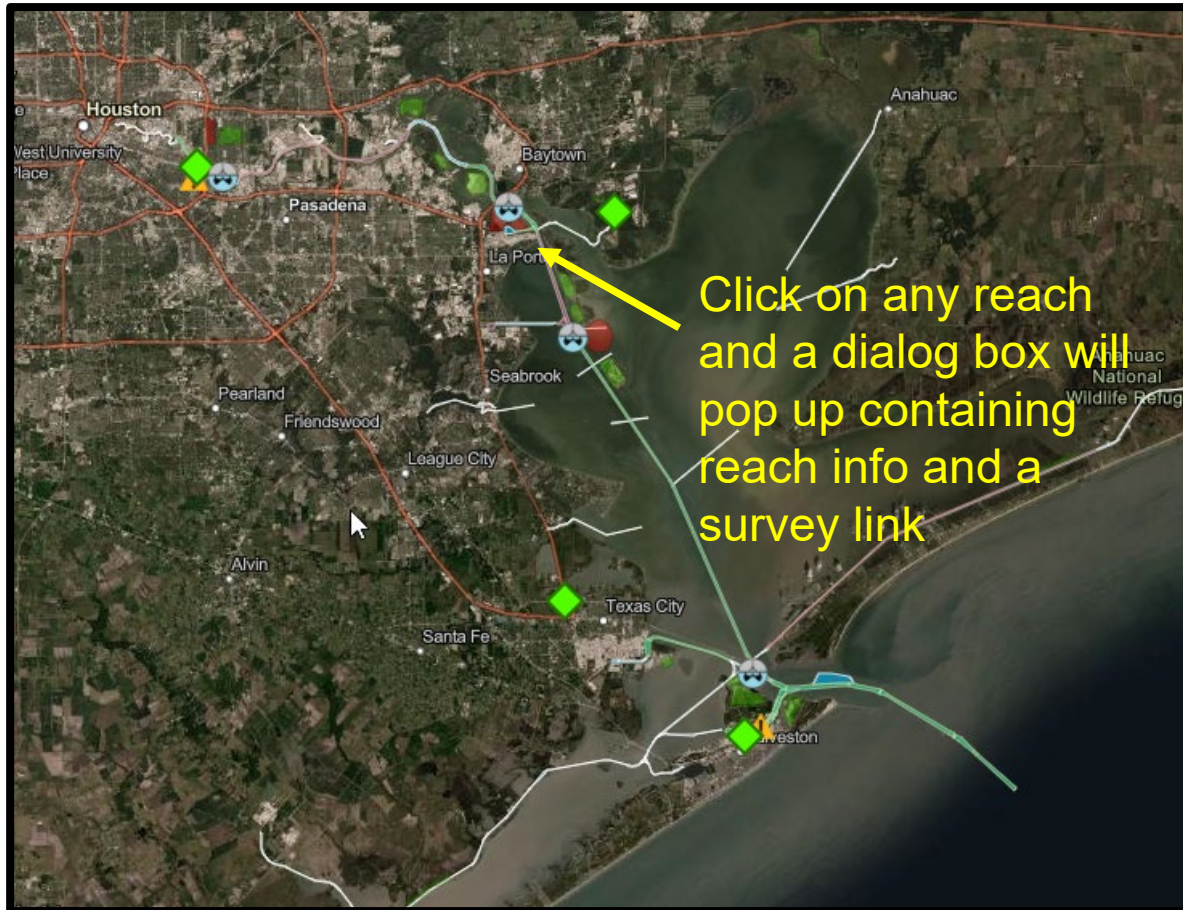 Anahuac
Houston
West University
Place
Baytown
Pasadena
La Port
Click on any reach
and a dialog box will
pop up containing
reach info and a
survey link
Anahuac
National
Wildlife Refug
Seabrook
Pearland
Friendswood
League City
Alvin
Texas City
Santa Fe
alveston